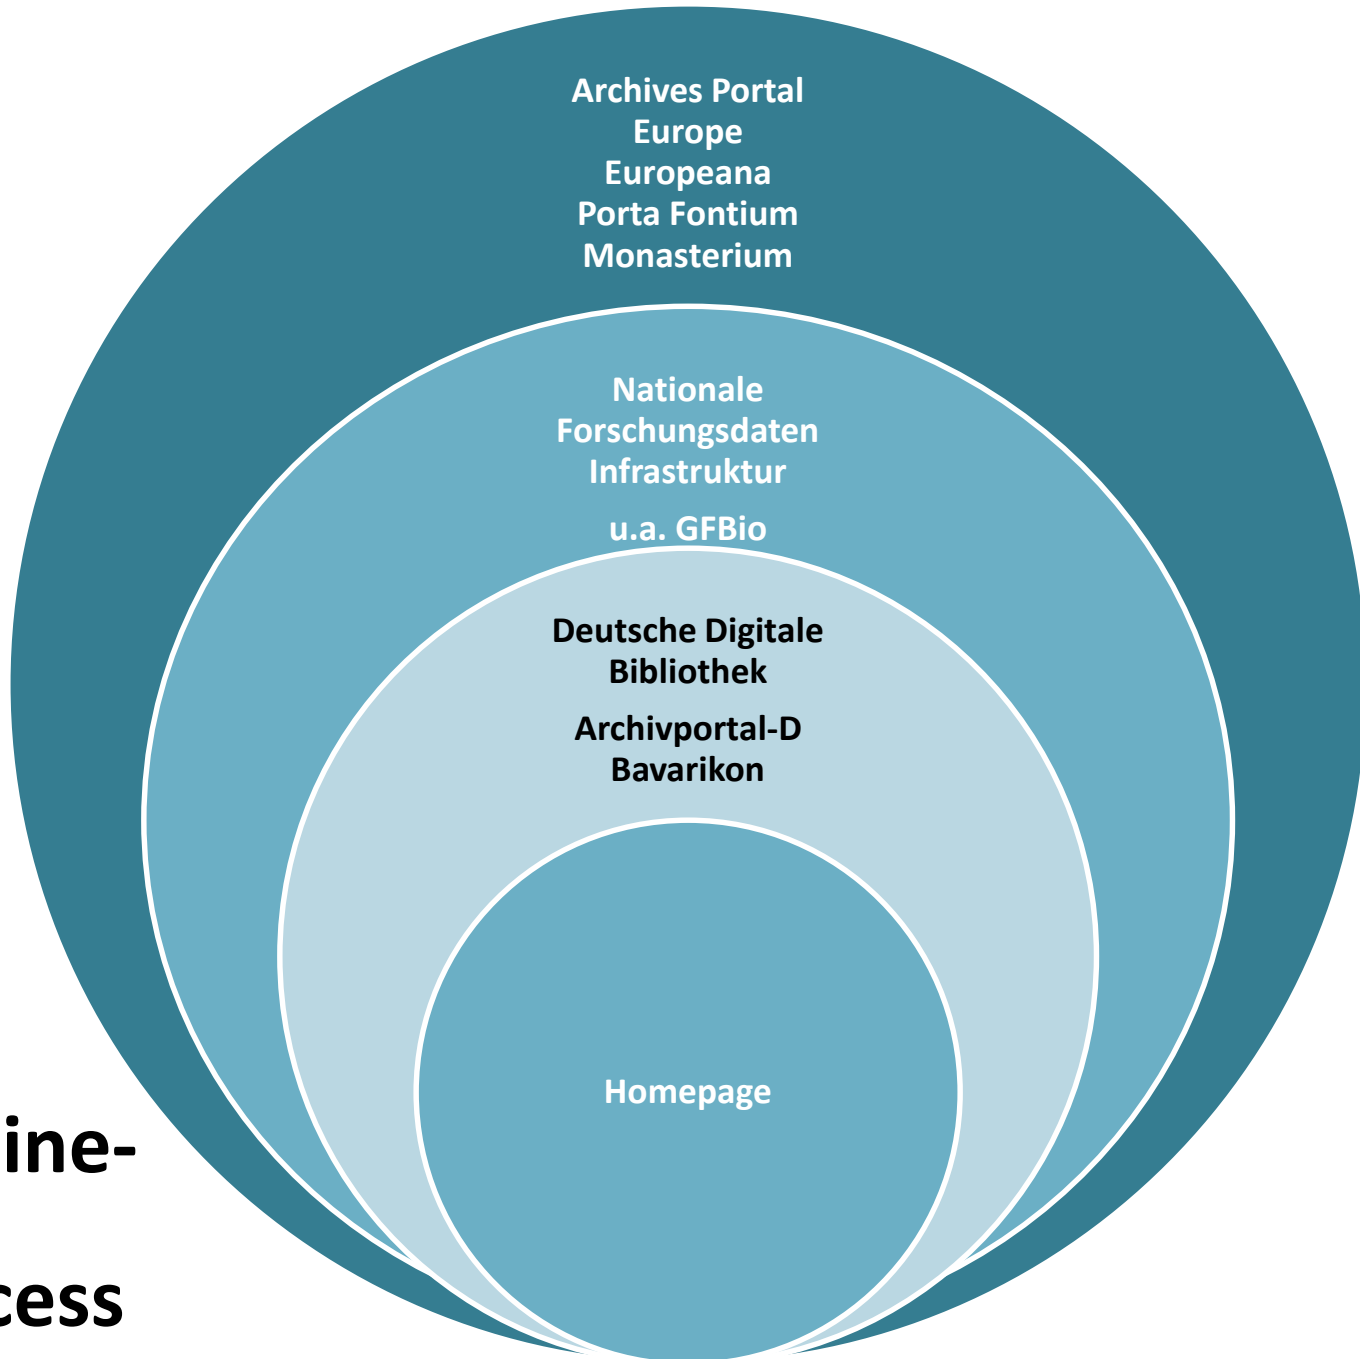 Archives Portal
Europe
Europeana
Porta Fontium
Monasterium
Nationale
Forschungsdaten
Infrastruktur
u.a. GFBio
Deutsche Digitale
Bibliothek
Archivportal-D
Bavarikon
Homepage
ine-
cess